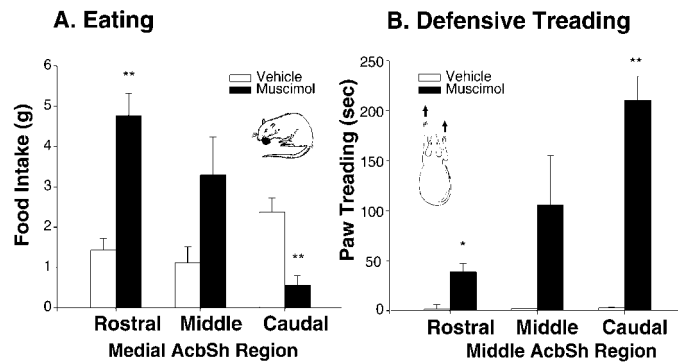 A. Eating
Food Intake (g)
6
5
4
3
2
1
0
**
**
Vehicle
Muscimol
Rostral Middle Caudal
Medial AcbSh Region
B. Defensive Treading
Paw Treading (sec)
250
200
150
100
50
0
Vehicle
Muscimol
*
**
Rostral Middle Caudal
Middle AcbSh Region